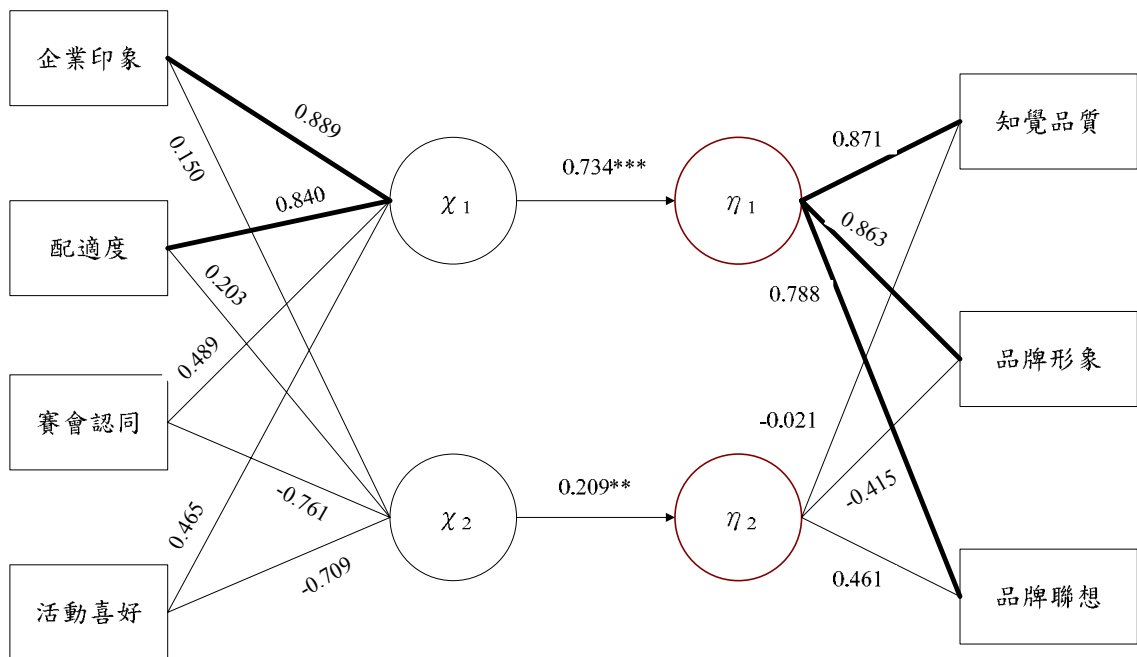 企業印象
配適度
賽會認同
活動喜好
0.889
0.150
0.840
0.203
0.489
-0.761
0.465
-0.709
χ1
χ2
0.734***
0.209**
η1
η2
0.871
0.863
0.788
-0.021
-0.415
0.461
知覺品質
品牌形象
品牌聯想